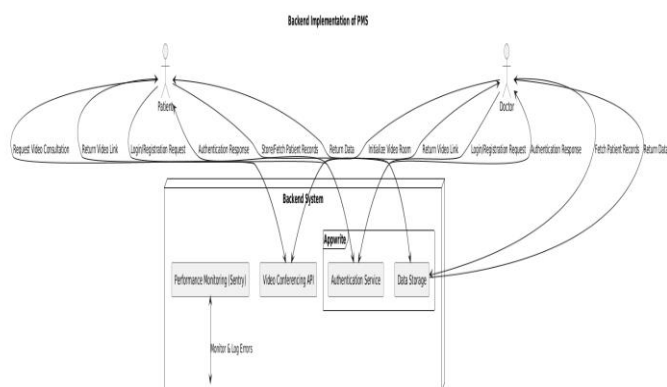 Backend Implementation of PMS
Patient
Doctor
Request Video Consultation
Return Video Link
Login/Registration Request
Authentication Response
Store/Fetch Patient Records
Return Data
Initialize Video Room
Return Video Link
Login/Registration Request
Authentication Response
Fetch Patient Records
Return Data
Backend System
Appwrite
Performance Monitoring (Sentry)
Video Conferencing API
Authentication Service
Data Storage
Monitor & Log Errors